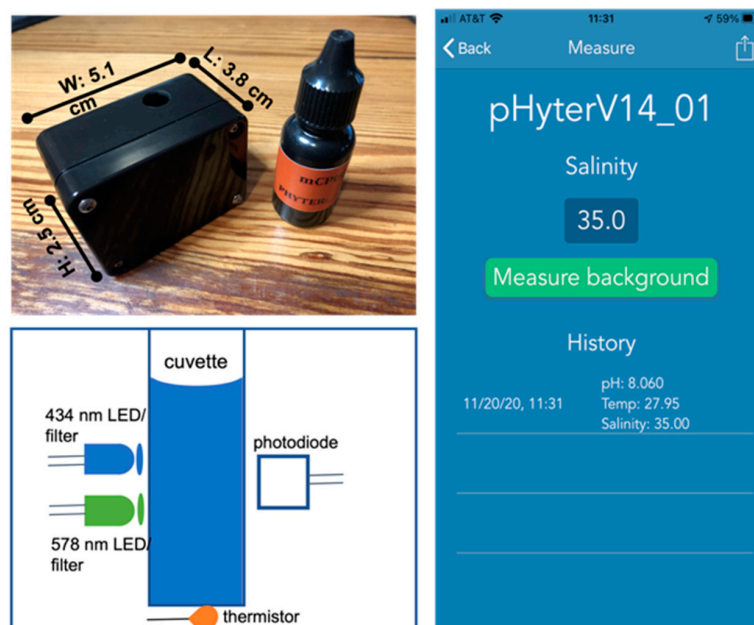 W: 5.1
cm
L: 3.8 cm
H: 2.5 cm
PHYTER
cuvette
434 nm LED/
filter
photodiode
578 nm LED/
filter
thermistor
AT&T
11:31
59%
Back
Measure
pHyterV14_01
Salinity
35.0
Measure background
History
11/20/20, 11:31
pH: 8.060
Temp: 27.95
Salinity: 35.00